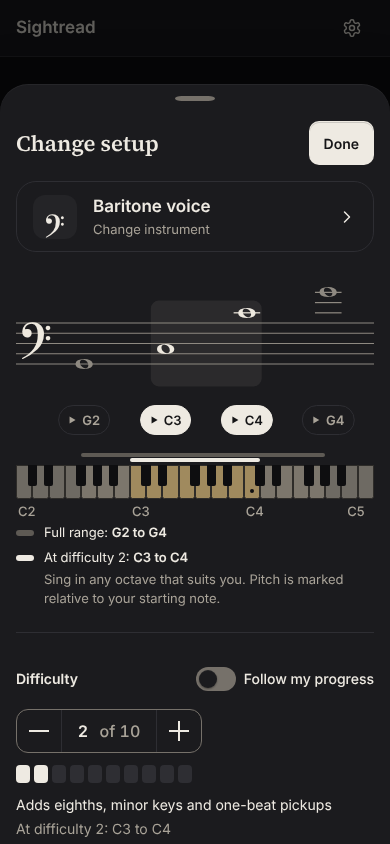 Sightread
Change setup
Done
Baritone voice
Change instrument
G2
C3
C4
G4
C2
C3
C4
C5
Full range: G2 to G4
At difficulty 2: C3 to C4
Sing in any octave that suits you. Pitch is marked
relative to your starting note.
Difficulty
Follow my progress
2 of 10
Adds eighths, minor keys and one-beat pickups
At difficulty 2: C3 to C4